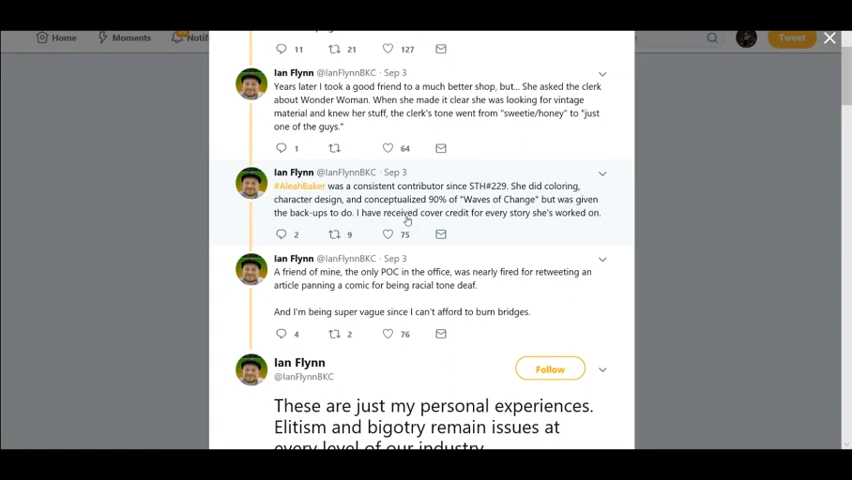 Home Moments Notif Tweet
11 21 127
Ian Flynn @IanFlynnBKC · Sep 3
Years later I took a good friend to a much better shop, but... She asked the clerk
about Wonder Woman. When she made it clear she was looking for vintage
material and knew her stuff, the clerk's tone went from "sweetie/honey" to "just
one of the guys."
1 64
Ian Flynn @IanFlynnBKC · Sep 3
#AleahBaker was a consistent contributor since STH#229. She did coloring,
character design, and conceptualized 90% of "Waves of Change" but was given
the back-ups to do. I have received cover credit for every story she's worked on.
2 9 75
Ian Flynn @IanFlynnBKC · Sep 3
A friend of mine, the only POC in the office, was nearly fired for retweeting an
article panning a comic for being racial tone deaf.
And I'm being super vague since I can't afford to burn bridges.
4 2 76
Ian Flynn
@IanFlynnBKC
Follow
These are just my personal experiences.
Elitism and bigotry remain issues at
every level of our industry